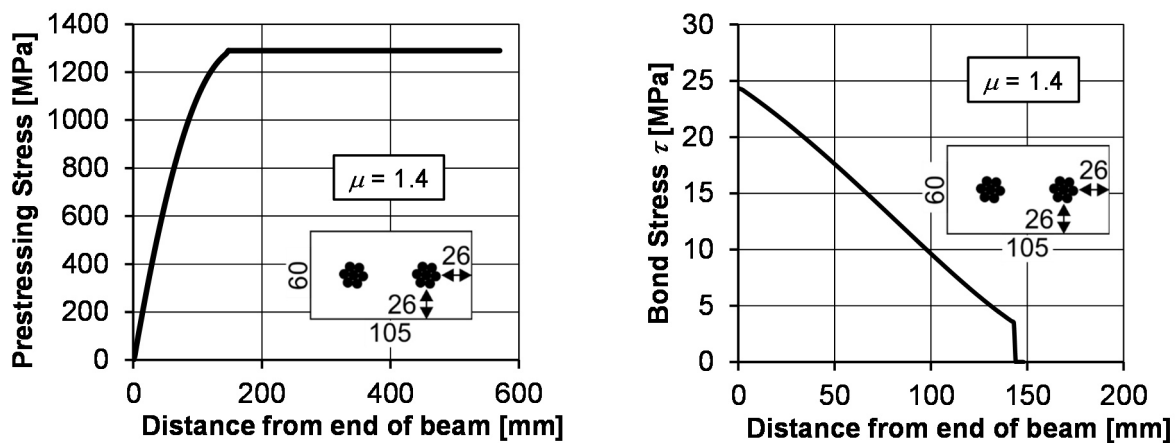 Prestressing Stress [MPa]
1400
1200
1000
800
600
400
200
0
μ = 1.4
60
26
26
105
0 200 400 600
Distance from end of beam [mm]
Bond Stress τ [MPa]
30
25
20
15
10
5
0
μ = 1.4
60
26
26
105
0 50 100 150 200
Distance from end of beam [mm]